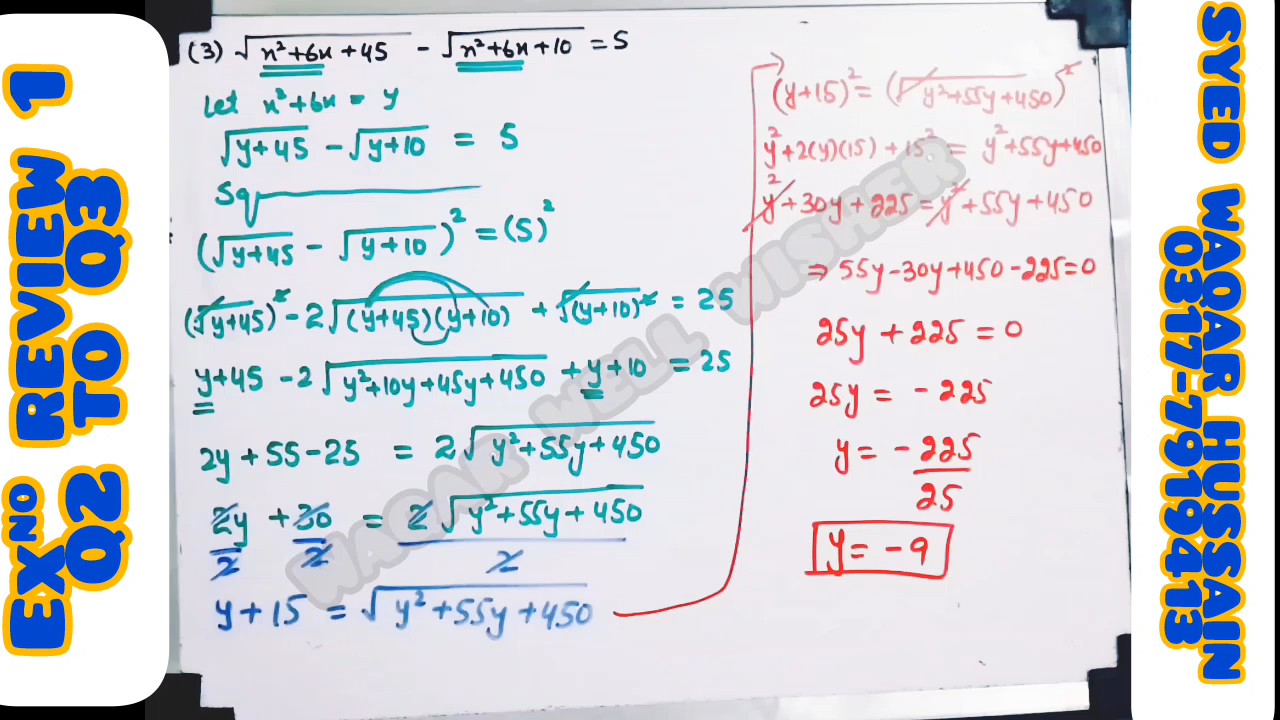 Ex NO REVIEW 1
Q2 TO Q3
(3) √(x²+6x+45) - √(x²+6x+10) = 5
Let x²+6x = y
√(y+45) - √(y+10) = 5
Sq
(√(y+45) - √(y+10))² = (5)²
(√(y+45))² - 2√((y+45)(y+10)) + √(y+10)² = 25
y+45 - 2√(y²+10y+45y+450) + y+10 = 25
2y + 55 - 25 = 2√(y²+55y+450)
2y/2 + 30/2 = 2√(y²+55y+450)/2
y + 15 = √(y²+55y+450)
(y+15)² = (√(y²+55y+450))²
y²+2(y)(15)+15² = y²+55y+450
y²+30y+225 = y²+55y+450
⇒ 55y-30y+450-225=0
25y + 225 = 0
25y = -225
y = -225/25
y = -9
WAQAR WELL WISHER
SYED WAQAR HUSSAIN
0317-7919413